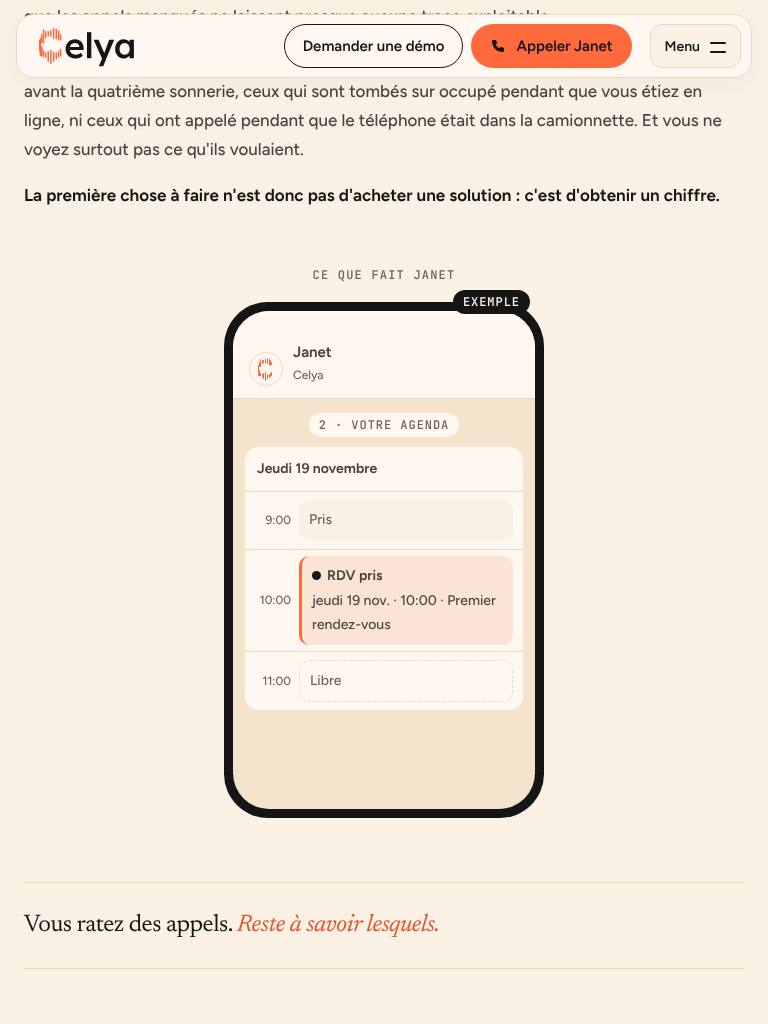 Celya
Demander une démo
Appeler Janet
Menu
avant la quatrième sonnerie, ceux qui sont tombés sur occupé pendant que vous étiez en
ligne, ni ceux qui ont appelé pendant que le téléphone était dans la camionnette. Et vous ne
voyez surtout pas ce qu'ils voulaient.
La première chose à faire n'est donc pas d'acheter une solution : c'est d'obtenir un chiffre.
CE QUE FAIT JANET
EXEMPLE
Janet
Celya
2 · VOTRE AGENDA
Jeudi 19 novembre
9:00 Pris
RDV pris
10:00 jeudi 19 nov. · 10:00 · Premier
rendez-vous
11:00 Libre
Vous ratez des appels. Reste à savoir lesquels.